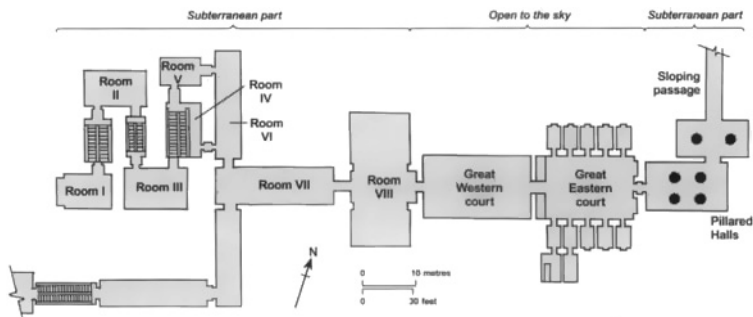 Subterranean part
Open to the sky
Subterranean part
Room
V
Room
II
Room
IV
Room
VI
Sloping
passage
Room I
Room III
Room VII
Room
VIII
Great
Western
court
Great
Eastern
court
Pillared
Halls
N
0 10 metres
0 30 feet